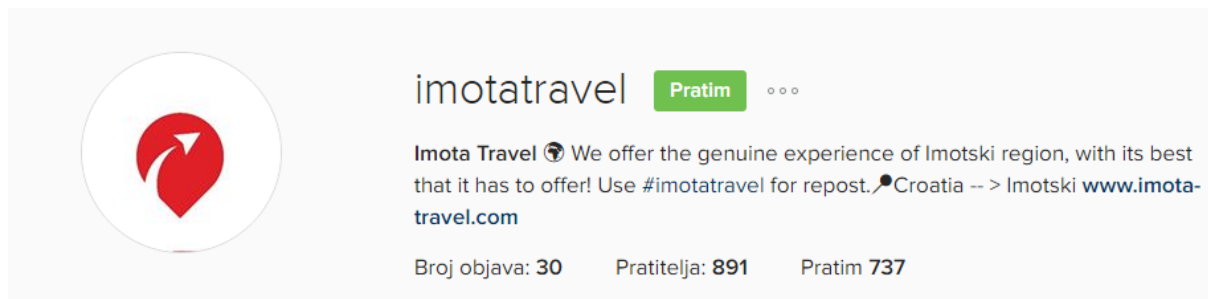 imotatravel Pratim
Imota Travel 🌍 We offer the genuine experience of Imotski region, with its best
that it has to offer! Use #imotatravel for repost.📍Croatia -- > Imotski www.imota-
travel.com
Broj objava: 30 Pratitelja: 891 Pratim 737